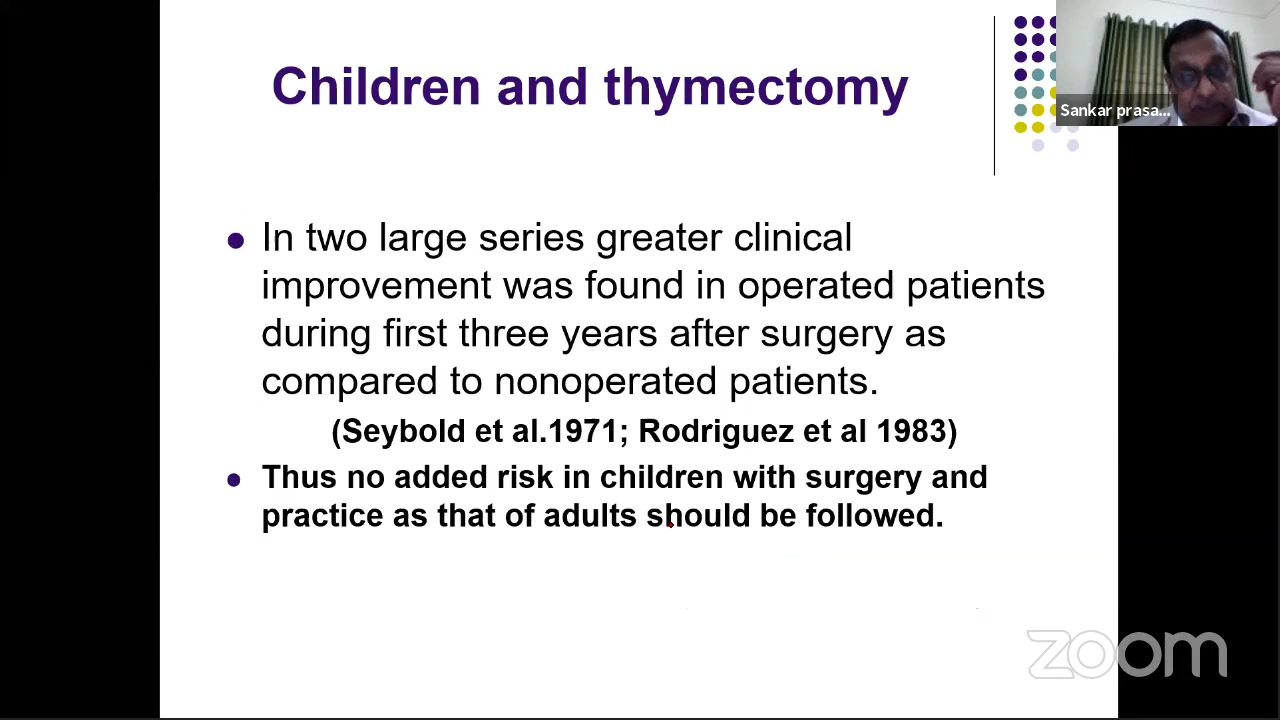 Children and thymectomy
Sankar prasa...
In two large series greater clinical
improvement was found in operated patients
during first three years after surgery as
compared to nonoperated patients.
(Seybold et al.1971; Rodriguez et al 1983)
Thus no added risk in children with surgery and
practice as that of adults should be followed.
zoom